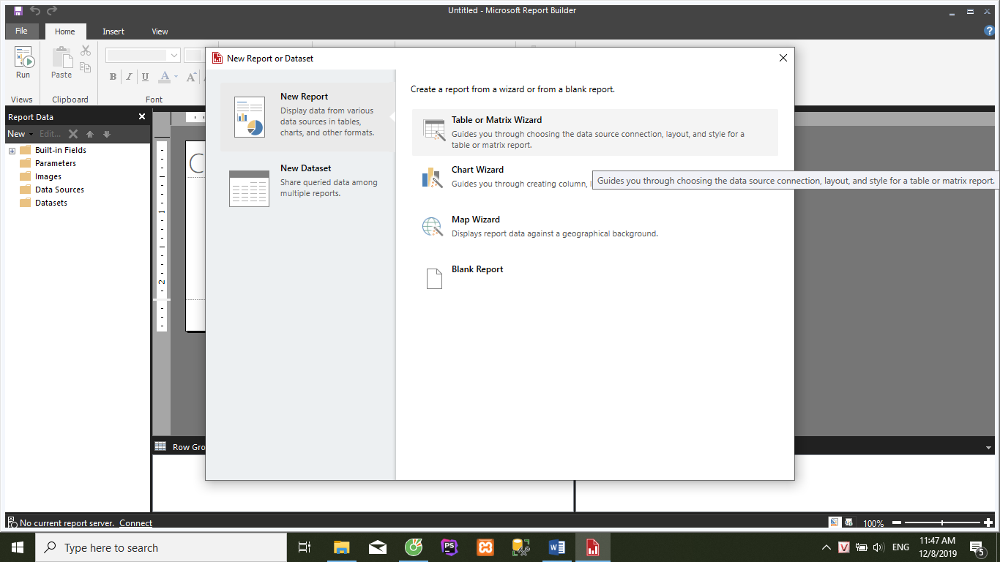 Untitled - Microsoft Report Builder
File Home Insert View
Run
Paste
B I U A A
Views Clipboard Font
Report Data
New Edit...
Built-in Fields
Parameters
Images
Data Sources
Datasets
New Report or Dataset
New Report
Display data from various
data sources in tables,
charts, and other formats.
New Dataset
Share queried data among
multiple reports.
Create a report from a wizard or from a blank report.
Table or Matrix Wizard
Guides you through choosing the data source connection, layout, and style for a
table or matrix report.
Chart Wizard
Guides you through creating column,
Guides you through choosing the data source connection, layout, and style for a table or matrix report.
Map Wizard
Displays report data against a geographical background.
Blank Report
1
2
Row Gro
No current report server. Connect
100%
Type here to search
PS
ENG
11:47 AM
12/8/2019
5